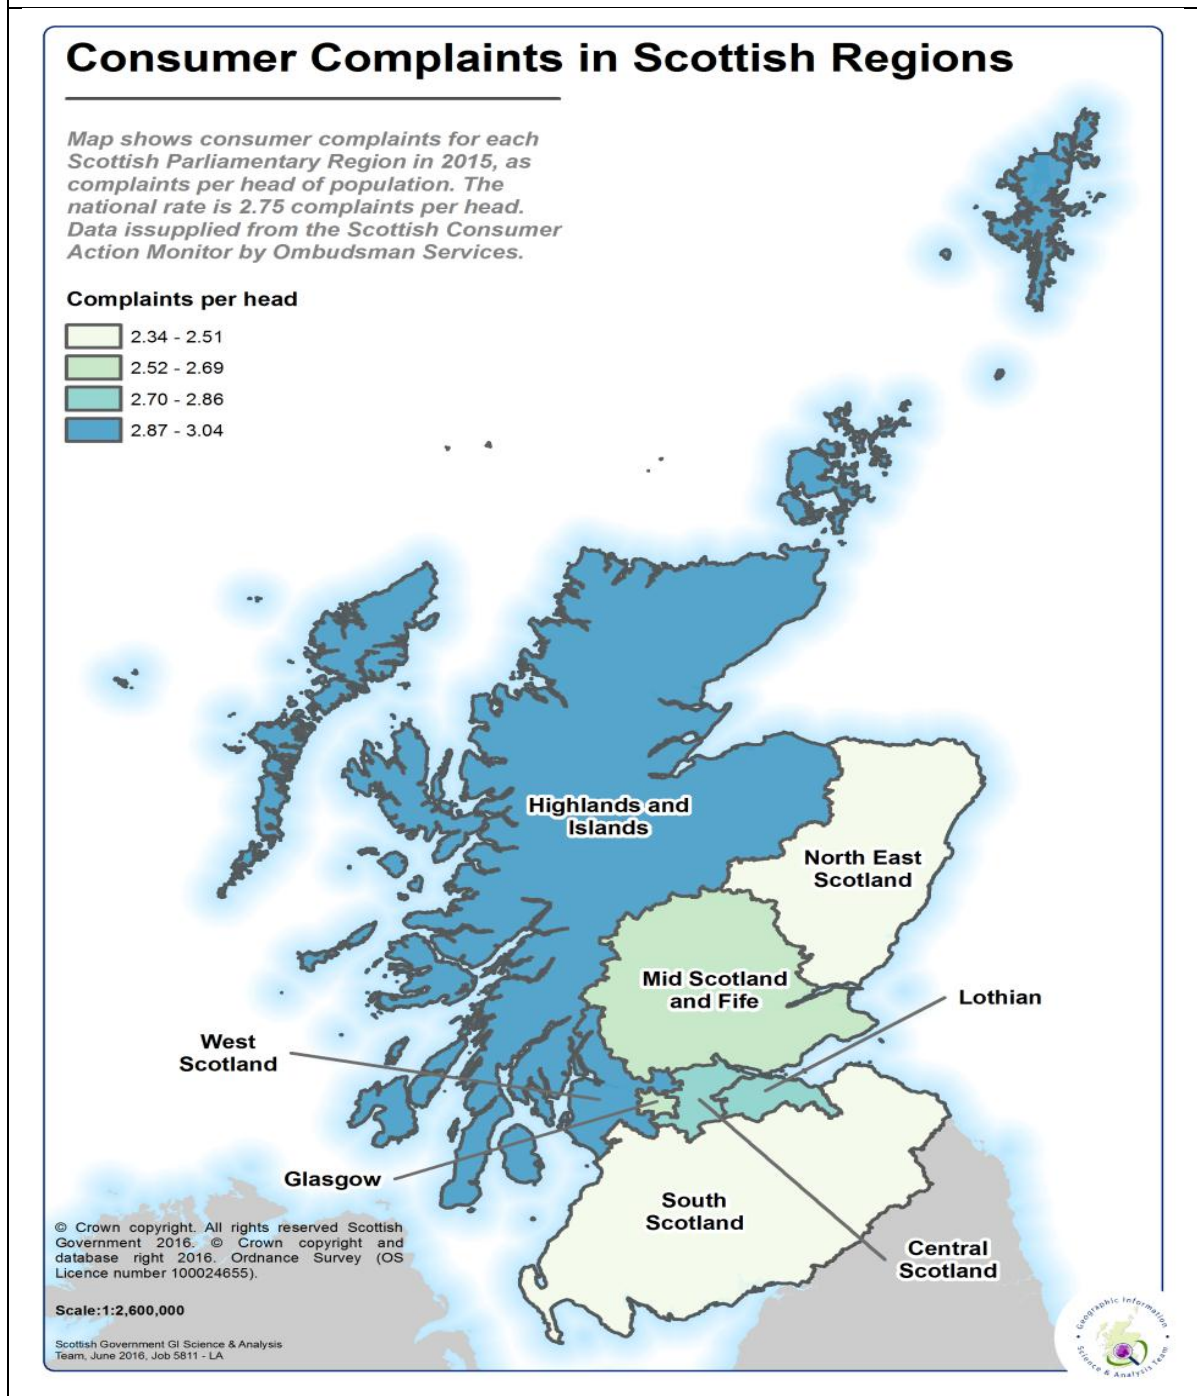 Consumer Complaints in Scottish Regions
Map shows consumer complaints for each
Scottish Parliamentary Region in 2015, as
complaints per head of population. The
national rate is 2.75 complaints per head.
Data issupplied from the Scottish Consumer
Action Monitor by Ombudsman Services.
Complaints per head
2.34 - 2.51
2.52 - 2.69
2.70 - 2.86
2.87 - 3.04
Highlands and
Islands
North East
Scotland
Mid Scotland
and Fife
Lothian
West
Scotland
Glasgow
South
Scotland
Central
Scotland
© Crown copyright. All rights reserved Scottish
Government 2016. © Crown copyright and
database right 2016. Ordnance Survey (OS
Licence number 100024655).
Scale:1:2,600,000
Scottish Government GI Science & Analysis
Team, June 2016, Job 5811 - LA
Geographic Information
Science & Analysis Team